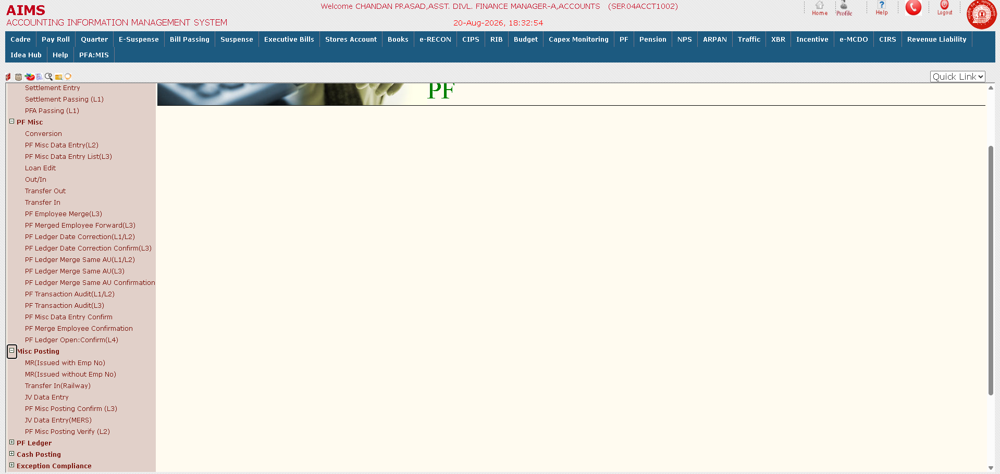 AIMS
ACCOUNTING INFORMATION MANAGEMENT SYSTEM
Welcome CHANDAN PRASAD,ASST. DIVL. FINANCE MANAGER-A,ACCOUNTS (SER04ACCT1002)
20-Aug-2026, 18:32:54
Home
Profile
Help
Logout
Cadre Pay Roll Quarter E-Suspense Bill Passing Suspense Executive Bills Stores Account Books e-RECON CIPS RIB Budget Capex Monitoring PF Pension NPS ARPAN Traffic XBR Incentive e-MCDO CIRS Revenue Liability
Idea Hub Help PFA:MIS
Quick Link
Settlement Entry
Settlement Passing (L1)
PFA Passing (L1)
PF Misc
Conversion
PF Misc Data Entry(L2)
PF Misc Data Entry List(L3)
Loan Edit
Out/In
Transfer Out
Transfer In
PF Employee Merge(L3)
PF Merged Employee Forward(L3)
PF Ledger Date Correction(L1/L2)
PF Ledger Date Correction Confirm(L3)
PF Ledger Merge Same AU(L1/L2)
PF Ledger Merge Same AU(L3)
PF Ledger Merge Same AU Confirmation
PF Transaction Audit(L1/L2)
PF Transaction Audit(L3)
PF Misc Data Entry Confirm
PF Merge Employee Confirmation
PF Ledger Open:Confirm(L4)
Misc Posting
MR(Issued with Emp No)
MR(Issued without Emp No)
Transfer In(Railway)
JV Data Entry
PF Misc Posting Confirm (L3)
JV Data Entry(MERS)
PF Misc Posting Verify (L2)
PF Ledger
Cash Posting
Exception Compliance
PF